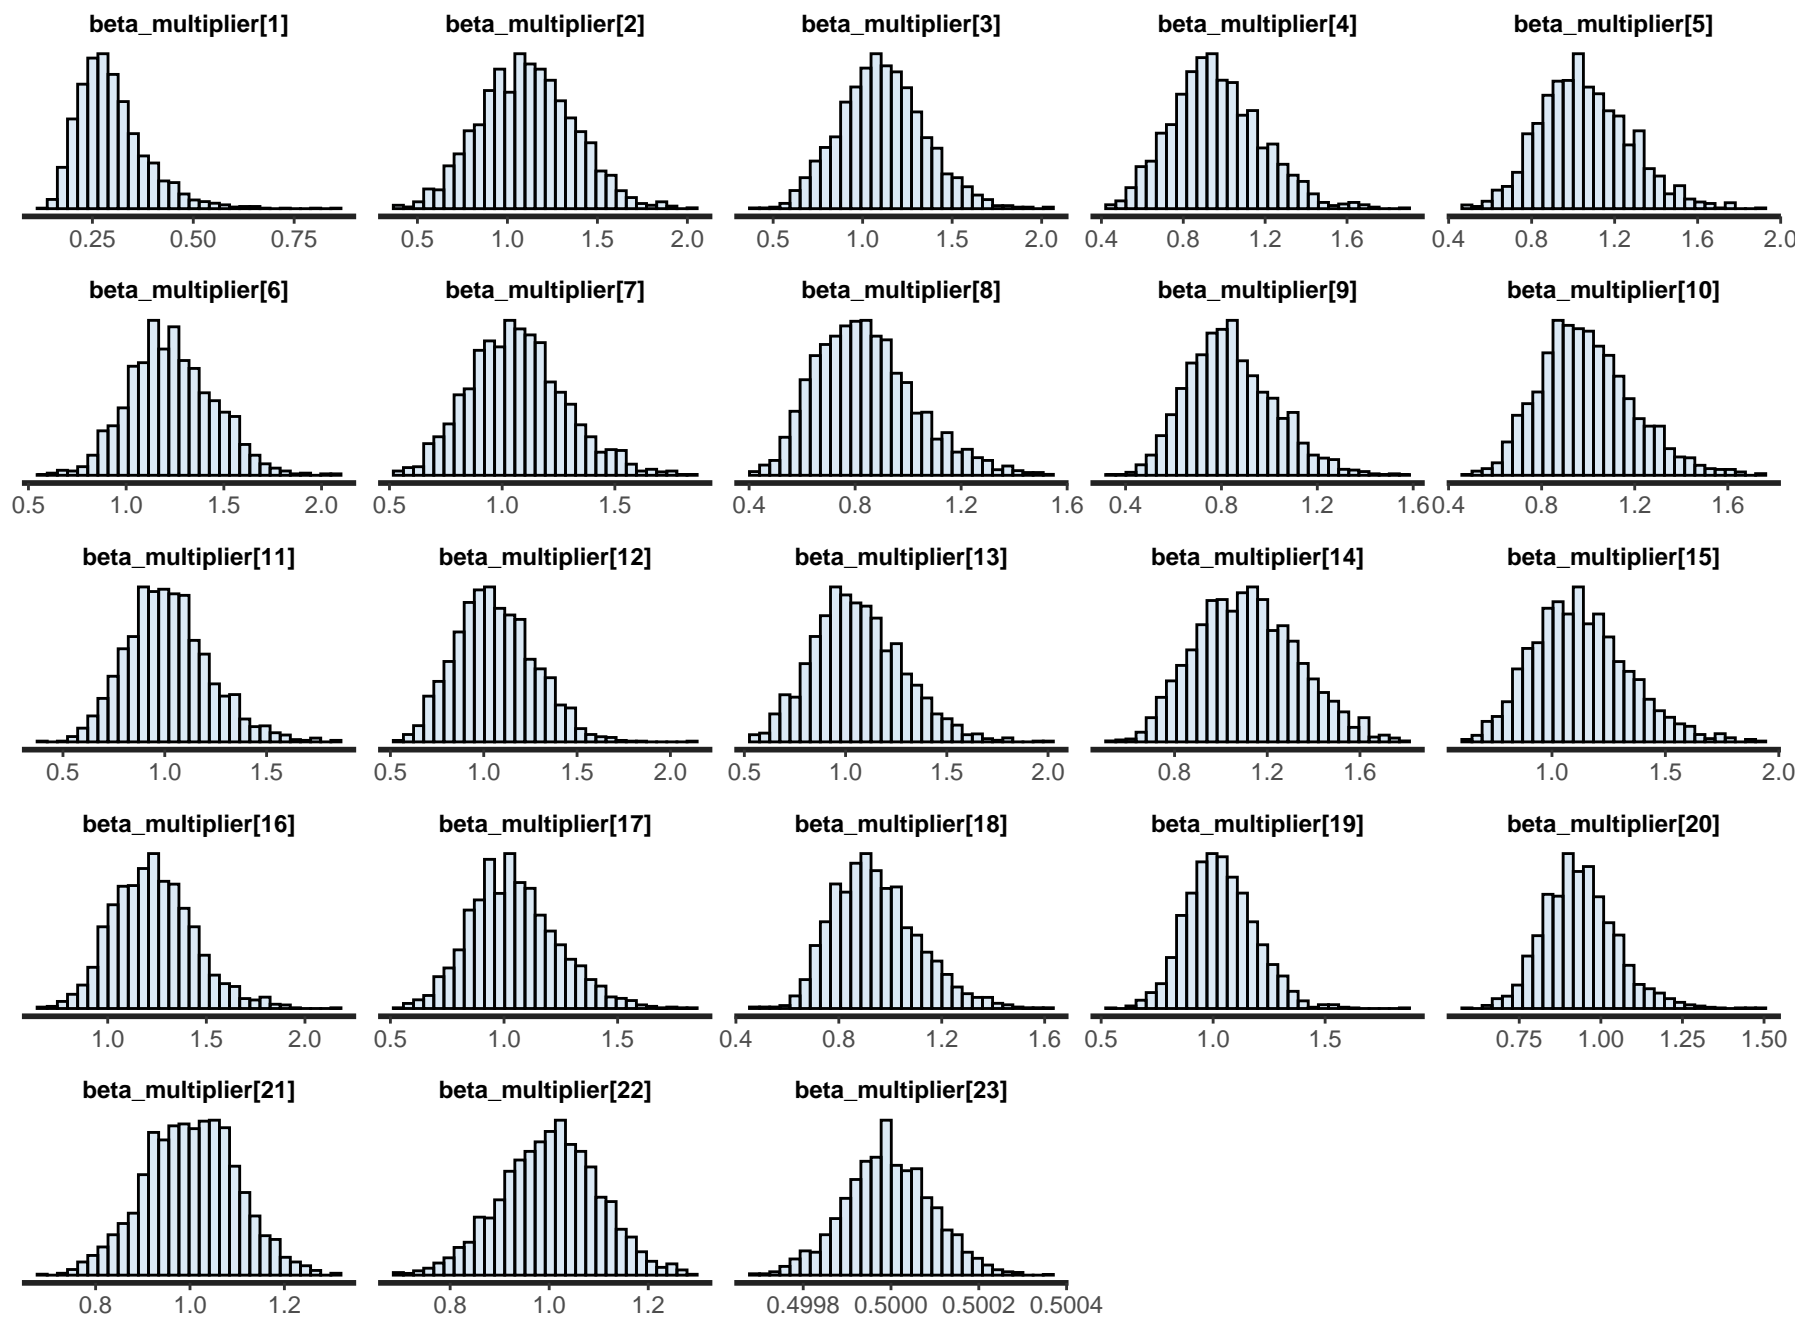 beta_multiplier[1] beta_multiplier[2] beta_multiplier[3] beta_multiplier[4] beta_multiplier[5]
0.25 0.50 0.75 0.5 1.0 1.5 2.0 0.5 1.0 1.5 2.0 0.4 0.8 1.2 1.6 0.4 0.8 1.2 1.6 2.0
beta_multiplier[6] beta_multiplier[7] beta_multiplier[8] beta_multiplier[9] beta_multiplier[10]
0.5 1.0 1.5 2.0 0.5 1.0 1.5 0.4 0.8 1.2 1.6 0.4 0.8 1.2 1.6 0.4 0.8 1.2 1.6
beta_multiplier[11] beta_multiplier[12] beta_multiplier[13] beta_multiplier[14] beta_multiplier[15]
0.5 1.0 1.5 0.5 1.0 1.5 2.0 0.5 1.0 1.5 2.0 0.8 1.2 1.6 1.0 1.5 2.0
beta_multiplier[16] beta_multiplier[17] beta_multiplier[18] beta_multiplier[19] beta_multiplier[20]
1.0 1.5 2.0 0.5 1.0 1.5 0.4 0.8 1.2 1.6 0.5 1.0 1.5 0.75 1.00 1.25 1.50
beta_multiplier[21] beta_multiplier[22] beta_multiplier[23]
0.8 1.0 1.2 0.8 1.0 1.2 0.4998 0.5000 0.5002 0.5004